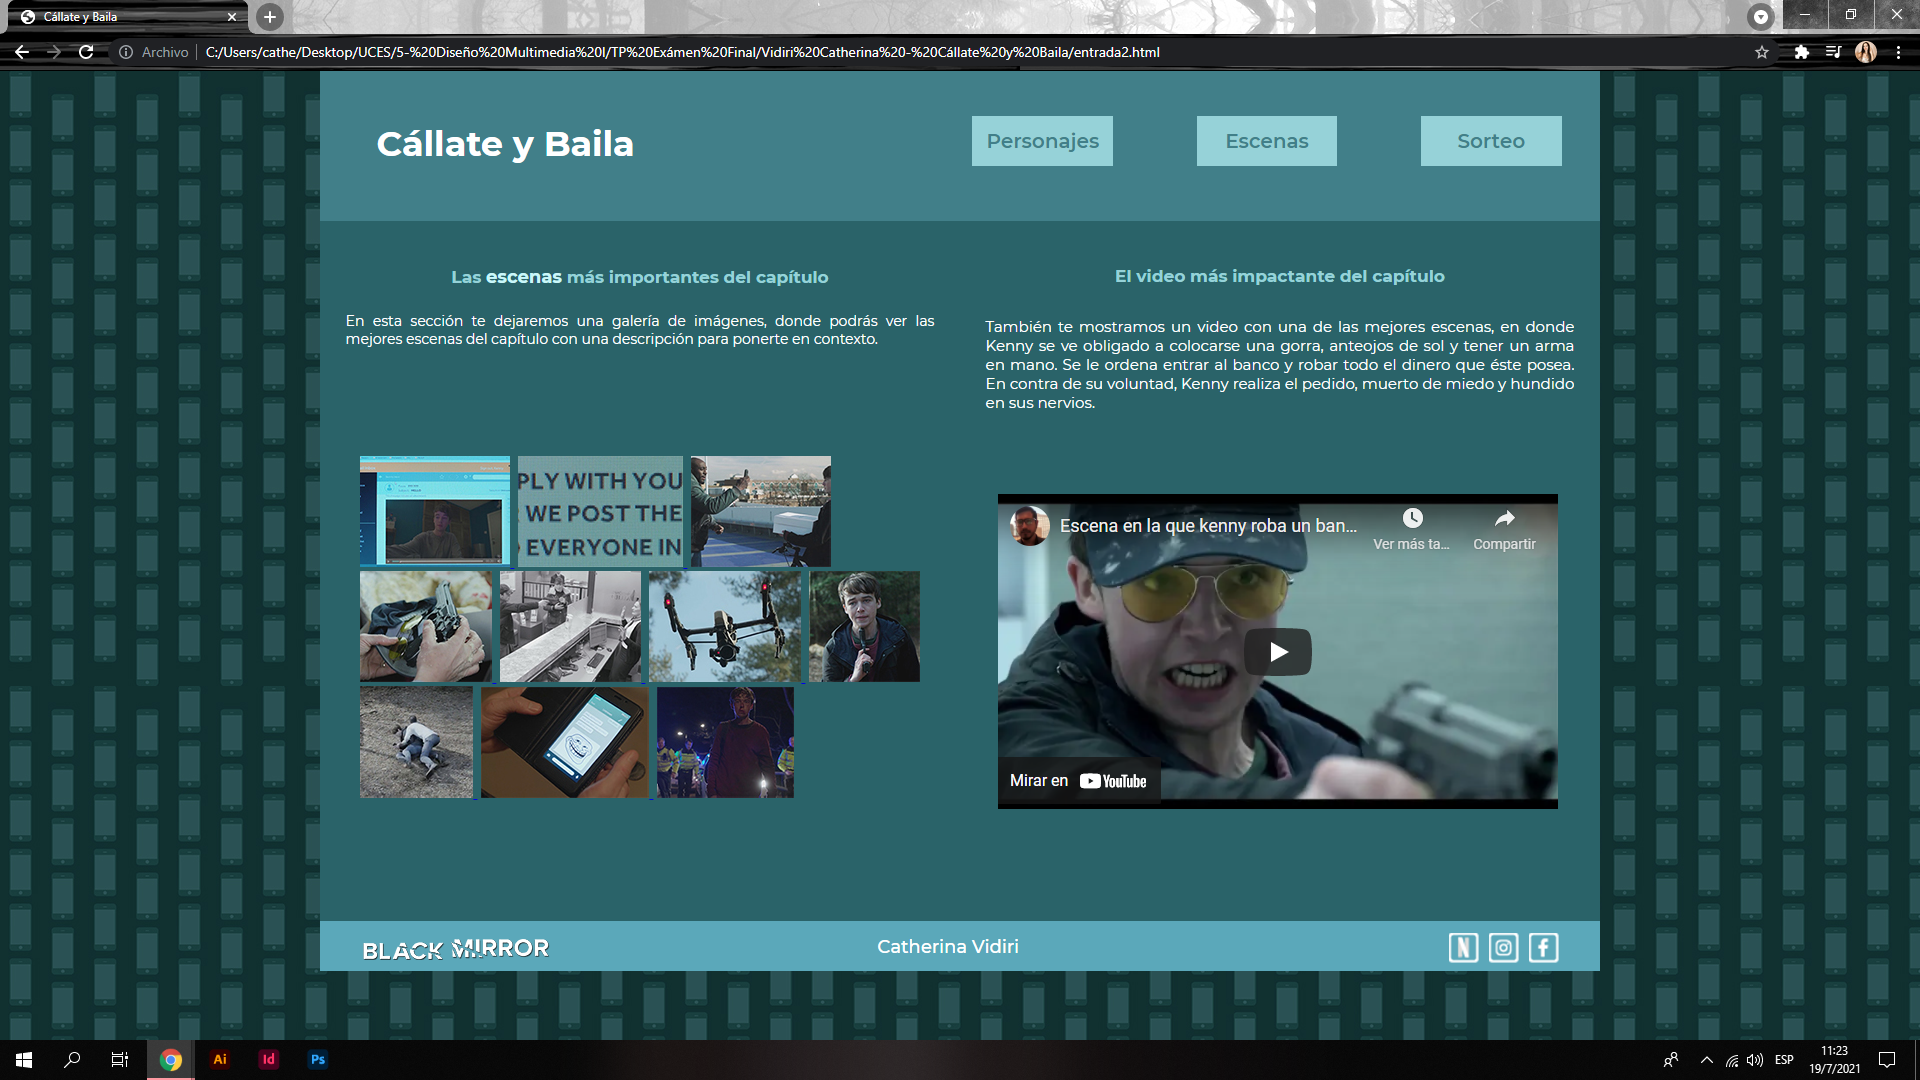 Cállate y Baila
Archivo
C:/Users/cathe/Desktop/UCES/5-%20Diseño%20Multimedia%20I/TP%20Exámen%20Final/Vidiri%20Catherina%20-%20Cállate%20y%20Baila/entrada2.html
Cállate y Baila
Personajes
Escenas
Sorteo
Las escenas más importantes del capítulo
En esta sección te dejaremos una galería de imágenes, donde podrás ver las
mejores escenas del capítulo con una descripción para ponerte en contexto.
El video más impactante del capítulo
También te mostramos un video con una de las mejores escenas, en donde
Kenny se ve obligado a colocarse una gorra, anteojos de sol y tener un arma
en mano. Se le ordena entrar al banco y robar todo el dinero que éste posea.
En contra de su voluntad, Kenny realiza el pedido, muerto de miedo y hundido
en sus nervios.
PLY WITH YOU
WE POST THE
EVERYONE IN
Escena en la que kenny roba un ban...
Ver más ta...
Compartir
Mirar en YouTube
BLACK MIRROR
Catherina Vidiri
Ai
Id
Ps
ESP
11:23
19/7/2021